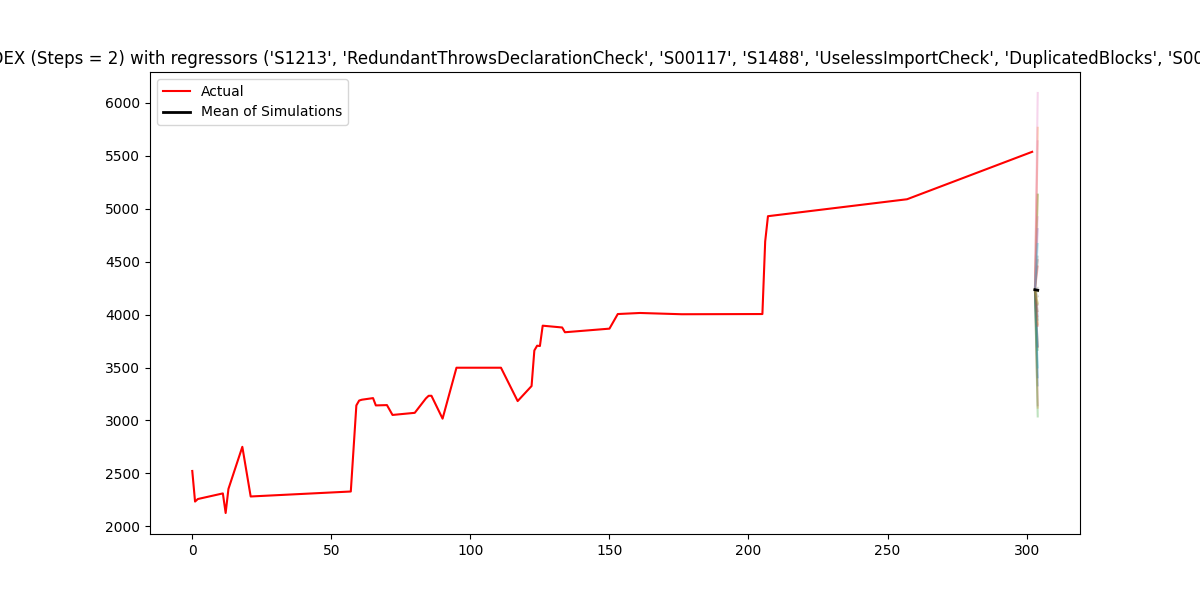 DEX (Steps = 2) with regressors ('S1213', 'RedundantThrowsDeclarationCheck', 'S00117', 'S1488', 'UselessImportCheck', 'DuplicatedBlocks', 'S00
Actual
Mean of Simulations
6000
5500
5000
4500
4000
3500
3000
2500
2000
0 50 100 150 200 250 300